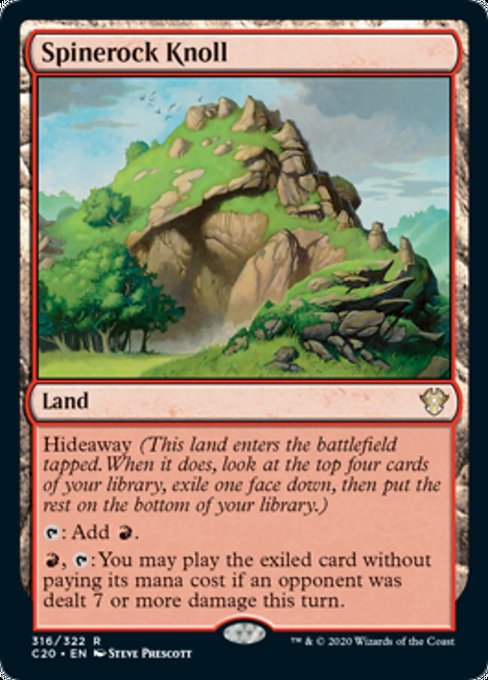 Spinerock Knoll
Land
Hideaway (This land enters the battlefield
tapped. When it does, look at the top four cards
of your library, exile one face down, then put the
rest on the bottom of your library.)
: Add .
, : You may play the exiled card without
paying its mana cost if an opponent was
dealt 7 or more damage this turn.
316/322 R
C20 • EN Steve Prescott
™ & © 2020 Wizards of the Coast